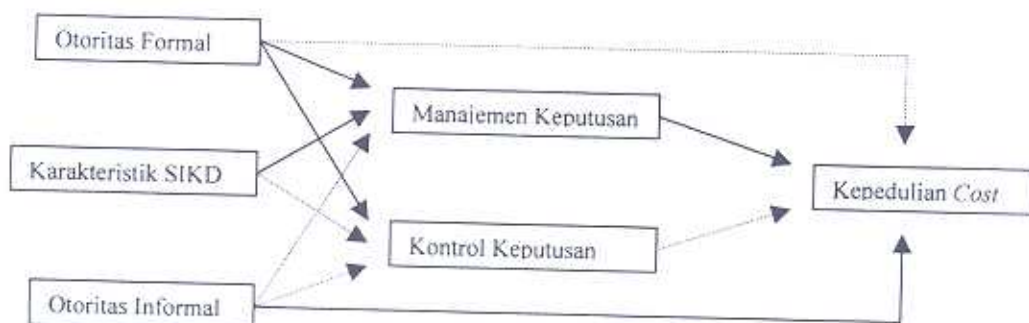 Otoritas Formal
Manajemen Keputusan
Karakteristik SIKD
Kepedulian Cost
Kontrol Keputusan
Otoritas Informal